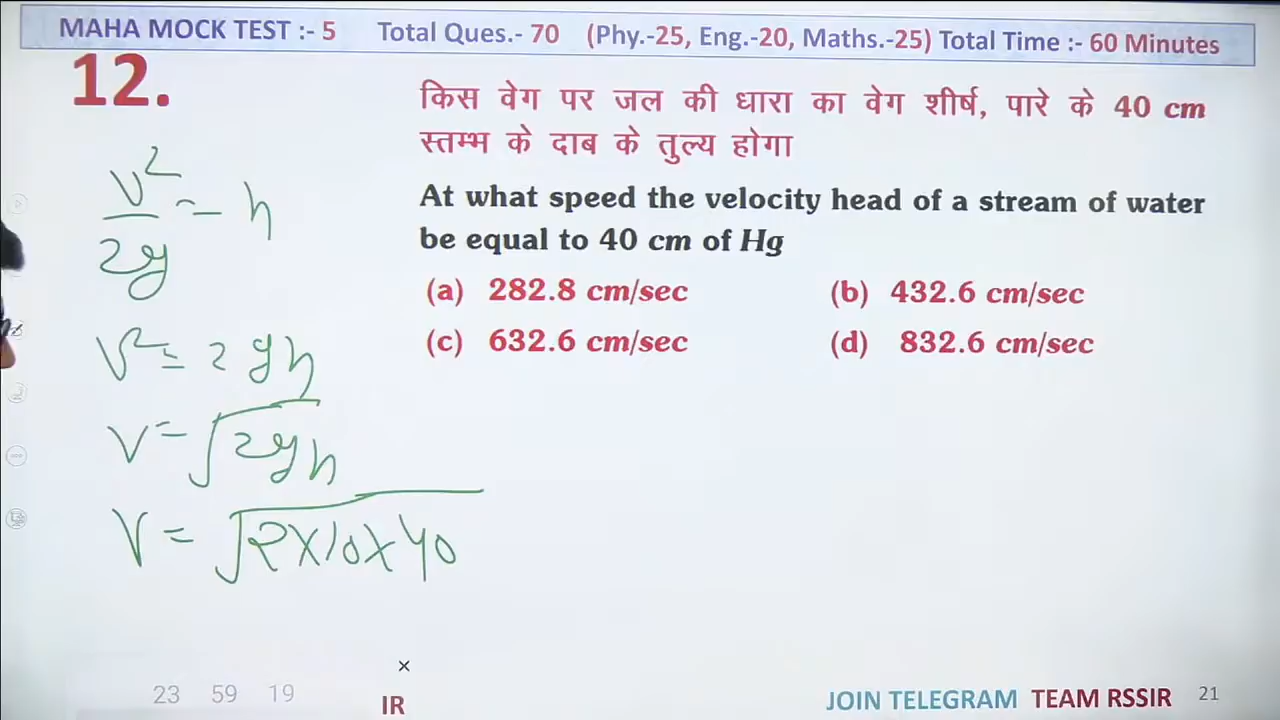 MAHA MOCK TEST :- 5 Total Ques.- 70 (Phy.-25, Eng.-20, Maths.-25) Total Time :- 60 Minutes
12.
किस वेग पर जल की धारा का वेग शीर्ष, पारे के 40 cm
स्तम्भ के दाब के तुल्य होगा
At what speed the velocity head of a stream of water
be equal to 40 cm of Hg
(a) 282.8 cm/sec (b) 432.6 cm/sec
(c) 632.6 cm/sec (d) 832.6 cm/sec
v²/2g = h
v² = 2gh
v = √2gh
v = √2×10×40
23 59 19
IR
JOIN TELEGRAM TEAM RSSIR 21